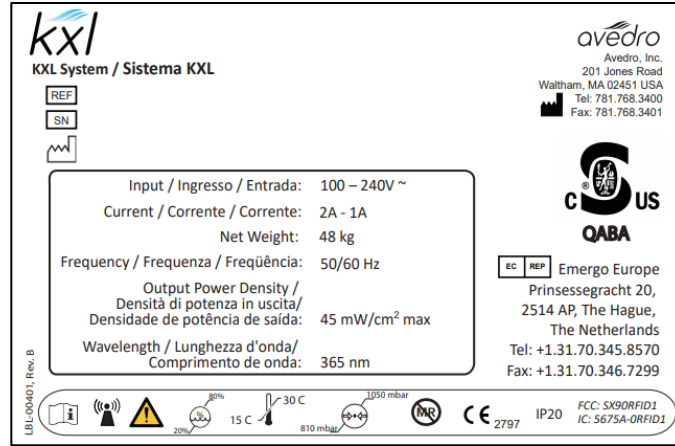 kxl
KXL System / Sistema KXL
REF
SN
avedro
Avedro, Inc.
201 Jones Road
Waltham, MA 02451 USA
Tel: 781.768.3400
Fax: 781.768.3401
Input / Ingresso / Entrada: 100 – 240V ~
Current / Corrente / Corrente: 2A - 1A
Net Weight: 48 kg
Frequency / Frequenza / Freqüência: 50/60 Hz
Output Power Density /
Densità di potenza in uscita/
Densidade de potência de saída: 45 mW/cm² max
Wavelength / Lunghezza d'onda/
Comprimento de onda: 365 nm
C S US
®
QABA
EC REP Emergo Europe
Prinsessegracht 20,
2514 AP, The Hague,
The Netherlands
Tel: +1.31.70.345.8570
Fax: +1.31.70.346.7299
LBL-00401, Rev. B
i
20% 80%
15 C 30 C
810 mbar 1050 mbar
MR
CE 2797
IP20
FCC: SX90RFID1
IC: 5675A-0RFID1